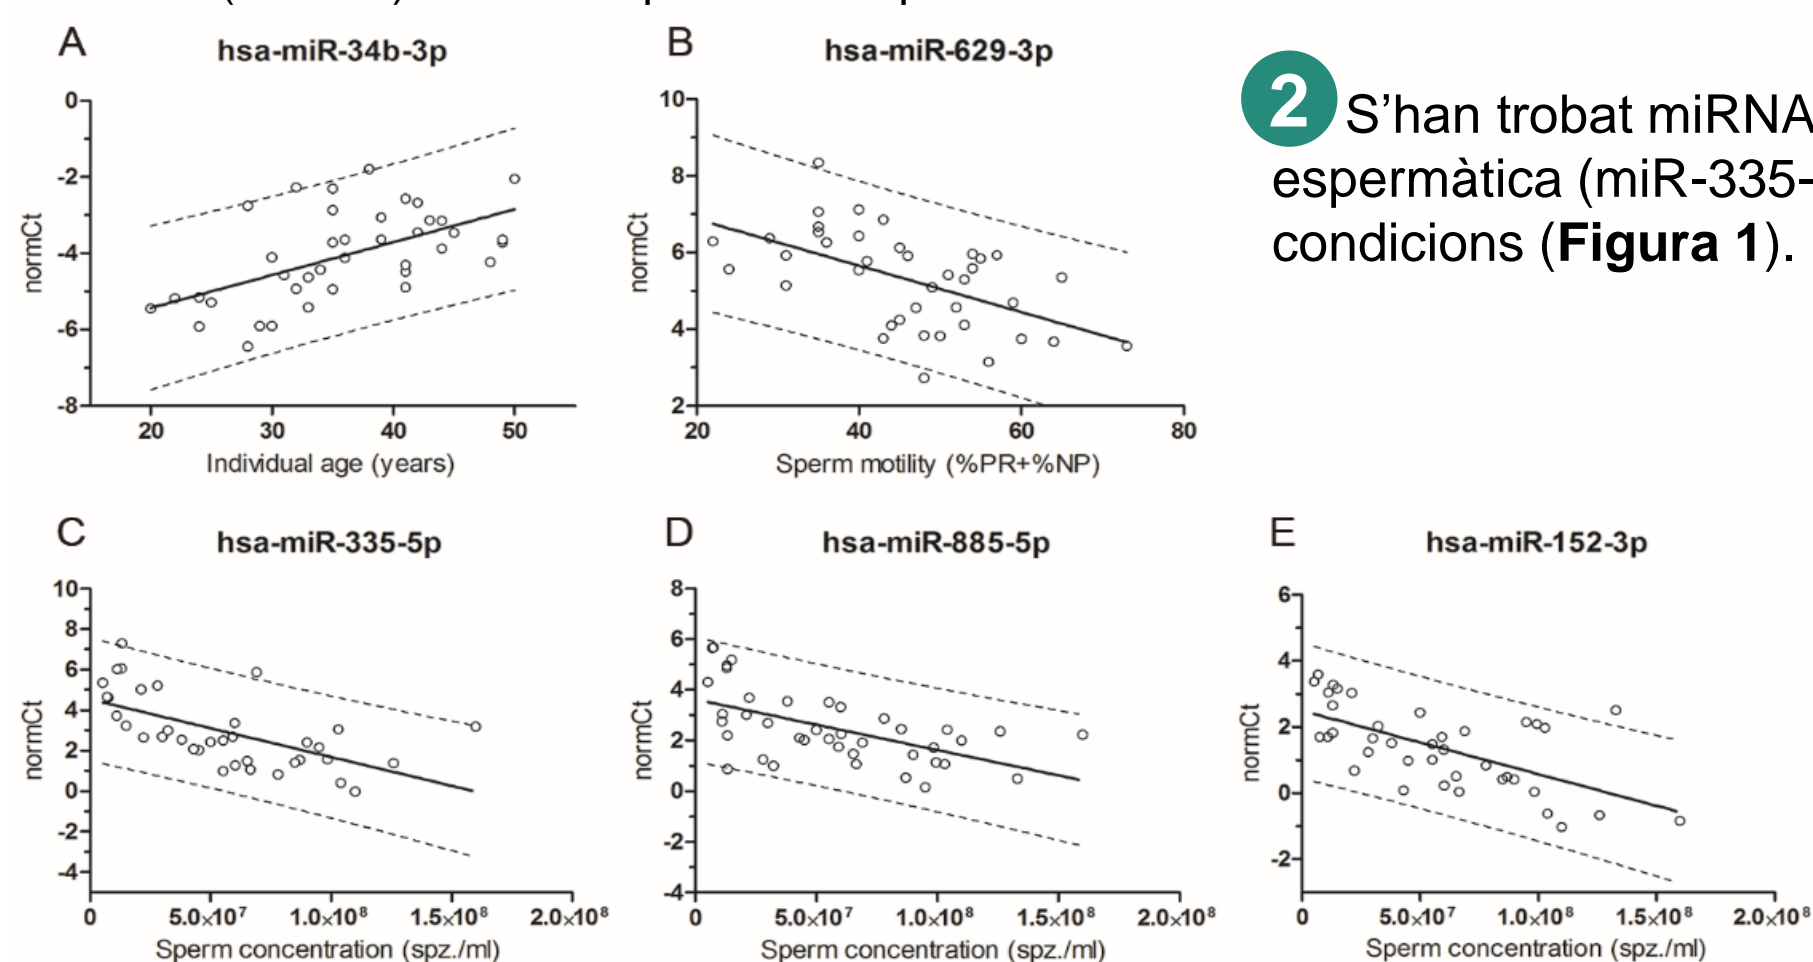 A
hsa-miR-34b-3p
0
-2
-4
-6
-8
normCt
20 30 40 50
Individual age (years)
B
hsa-miR-629-3p
10
8
6
4
2
normCt
20 40 60 80
Sperm motility (%PR+%NP)
2 S’han trobat miRNA
espermàtica (miR-335-
condicions (Figura 1).
C
hsa-miR-335-5p
10
8
6
4
2
0
-2
-4
normCt
0 5.0×10⁷ 1.0×10⁸ 1.5×10⁸ 2.0×10⁸
Sperm concentration (spz./ml)
D
hsa-miR-885-5p
8
6
4
2
0
-2
-4
normCt
0 5.0×10⁷ 1.0×10⁸ 1.5×10⁸ 2.0×10⁸
Sperm concentration (spz./ml)
E
hsa-miR-152-3p
6
4
2
0
-2
normCt
0 5.0×10⁷ 1.0×10⁸ 1.5×10⁸ 2.0×10⁸
Sperm concentration (spz./ml)